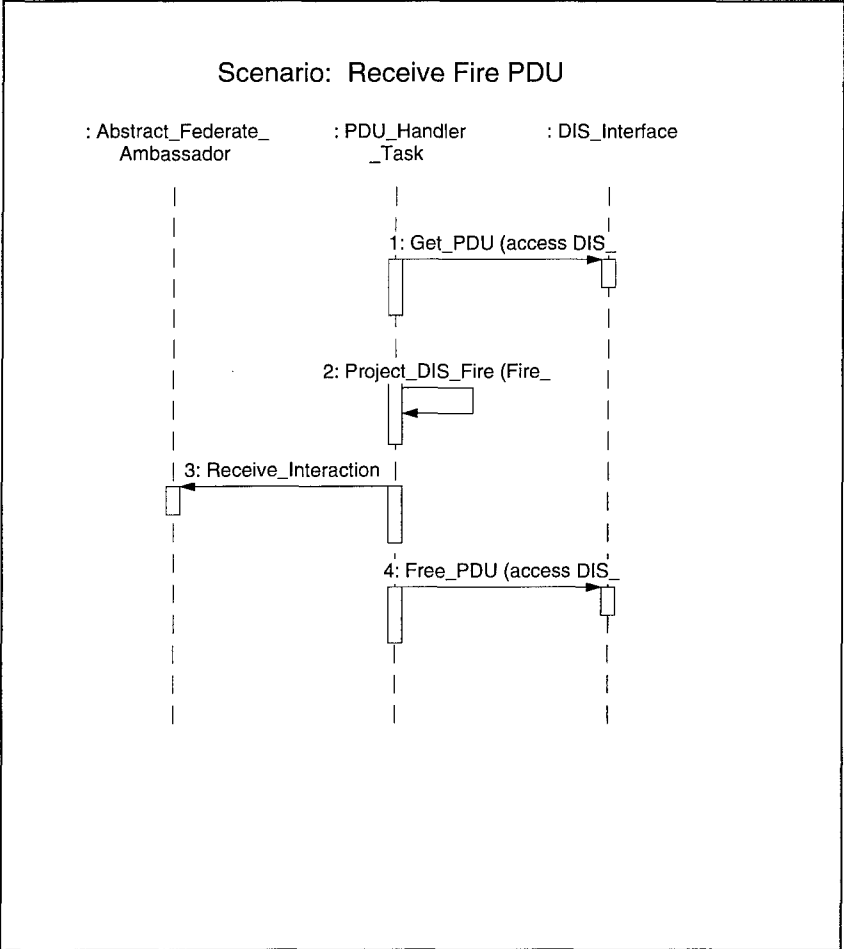 Scenario: Receive Fire PDU
: Abstract_Federate_
Ambassador
: PDU_Handler
_Task
: DIS_Interface
1: Get_PDU (access DIS_
2: Project_DIS_Fire (Fire_
3: Receive_Interaction
4: Free_PDU (access DIS_